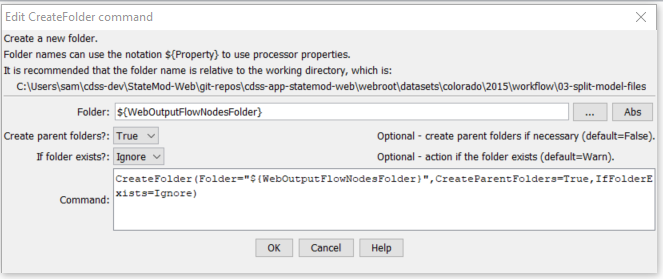 Edit CreateFolder command
Create a new folder.
Folder names can use the notation ${Property} to use processor properties.
It is recommended that the folder name is relative to the working directory, which is:
C:\Users\sam\cdss-dev\StateMod-Web\git-repos\cdss-app-statemod-web\webroot\datasets\colorado\2015\workflow\03-split-model-files
Folder: ${WebOutputFlowNodesFolder} ... Abs
Create parent folders?: True Optional - create parent folders if necessary (default=False).
If folder exists?: Ignore Optional - action if the folder exists (default=Warn).
Command: CreateFolder(Folder="${WebOutputFlowNodesFolder}",CreateParentFolders=True,IfFolderE
xists=Ignore)
OK Cancel Help